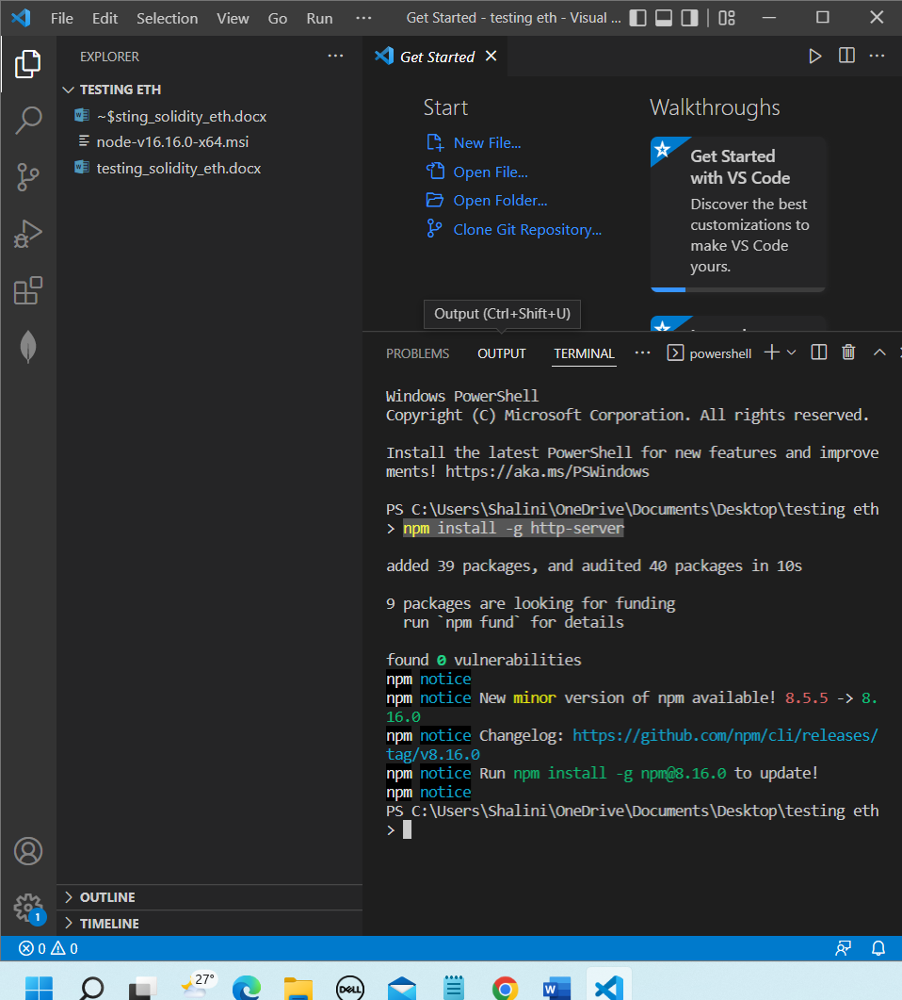 File Edit Selection View Go Run ··· Get Started - testing eth - Visual ...
EXPLORER
TESTING ETH
~$sting_solidity_eth.docx
node-v16.16.0-x64.msi
testing_solidity_eth.docx
OUTLINE
TIMELINE
Get Started
Start
New File...
Open File...
Open Folder...
Clone Git Repository...
Walkthroughs
Get Started
with VS Code
Discover the best
customizations to
make VS Code
yours.
Output (Ctrl+Shift+U)
PROBLEMS OUTPUT TERMINAL ··· powershell
Windows PowerShell
Copyright (C) Microsoft Corporation. All rights reserved.
Install the latest PowerShell for new features and improve
ments! https://aka.ms/PSWindows
PS C:\Users\Shalini\OneDrive\Documents\Desktop\testing eth
> npm install -g http-server
added 39 packages, and audited 40 packages in 10s
9 packages are looking for funding
run `npm fund` for details
found 0 vulnerabilities
npm notice
npm notice New minor version of npm available! 8.5.5 -> 8.
16.0
npm notice Changelog: https://github.com/npm/cli/releases/
tag/v8.16.0
npm notice Run npm install -g npm@8.16.0 to update!
npm notice
PS C:\Users\Shalini\OneDrive\Documents\Desktop\testing eth
>
1
0 0
27°
DELL
W